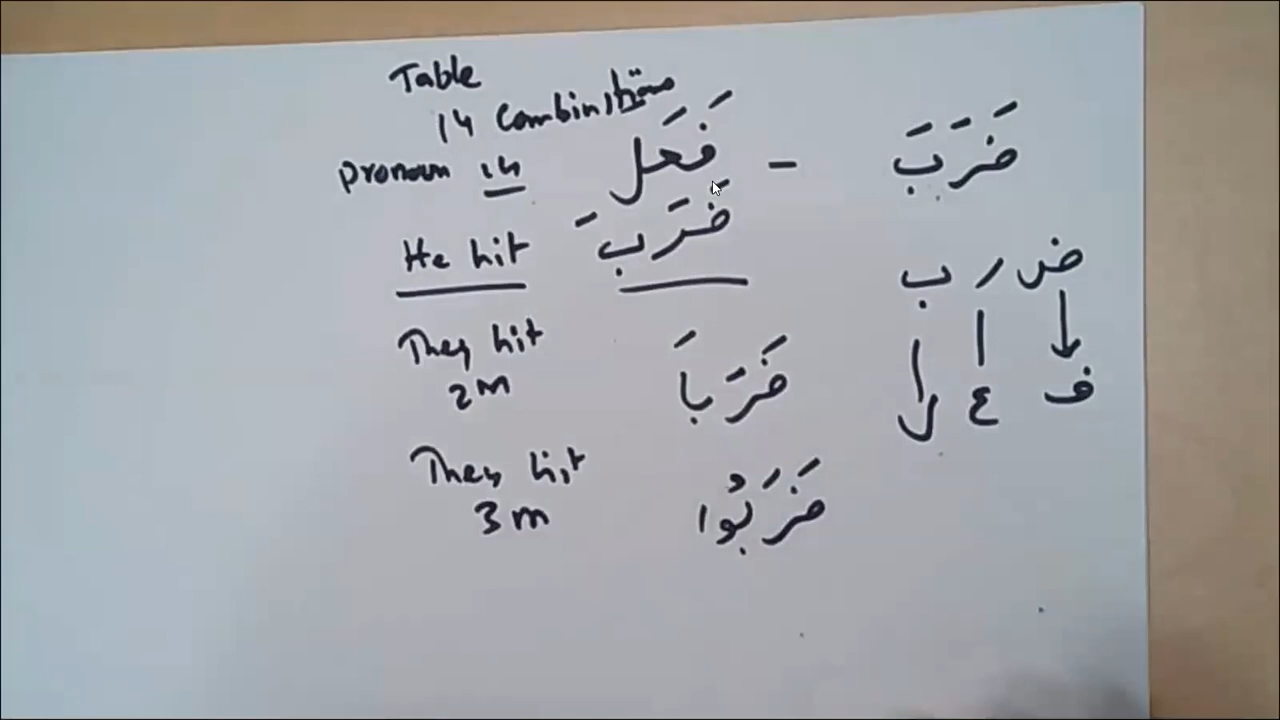 Table
14 Combinations
pronoun 14
فَعَل - ضَرَبَ
He hit ضَرَبَ
ض ر ب
They hit
2m
ضَرَبَا
ف ع ل
They hit
3m
ضَرَبُوا